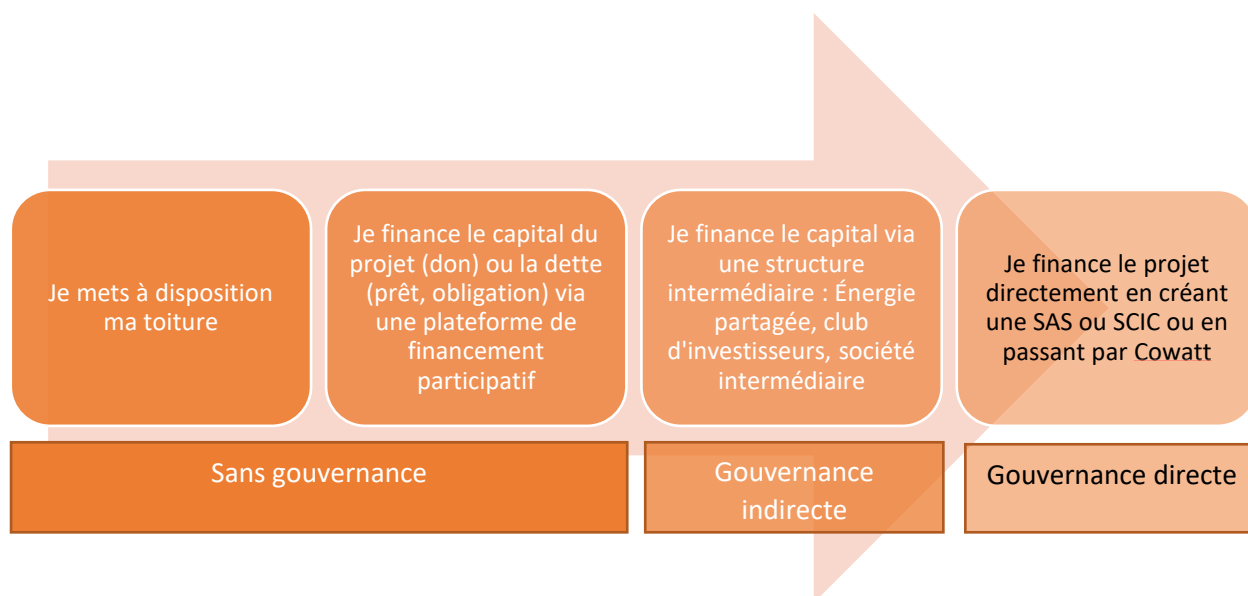 Je mets à disposition
ma toiture
Je finance le capital du
projet (don) ou la dette
(prêt, obligation) via
une plateforme de
financement
participatif
Je finance le capital via
une structure
intermédiaire : Énergie
partagée, club
d'investisseurs, société
intermédiaire
Je finance le projet
directement en créant
une SAS ou SCIC ou en
passant par Cowatt
Sans gouvernance
Gouvernance
indirecte
Gouvernance directe